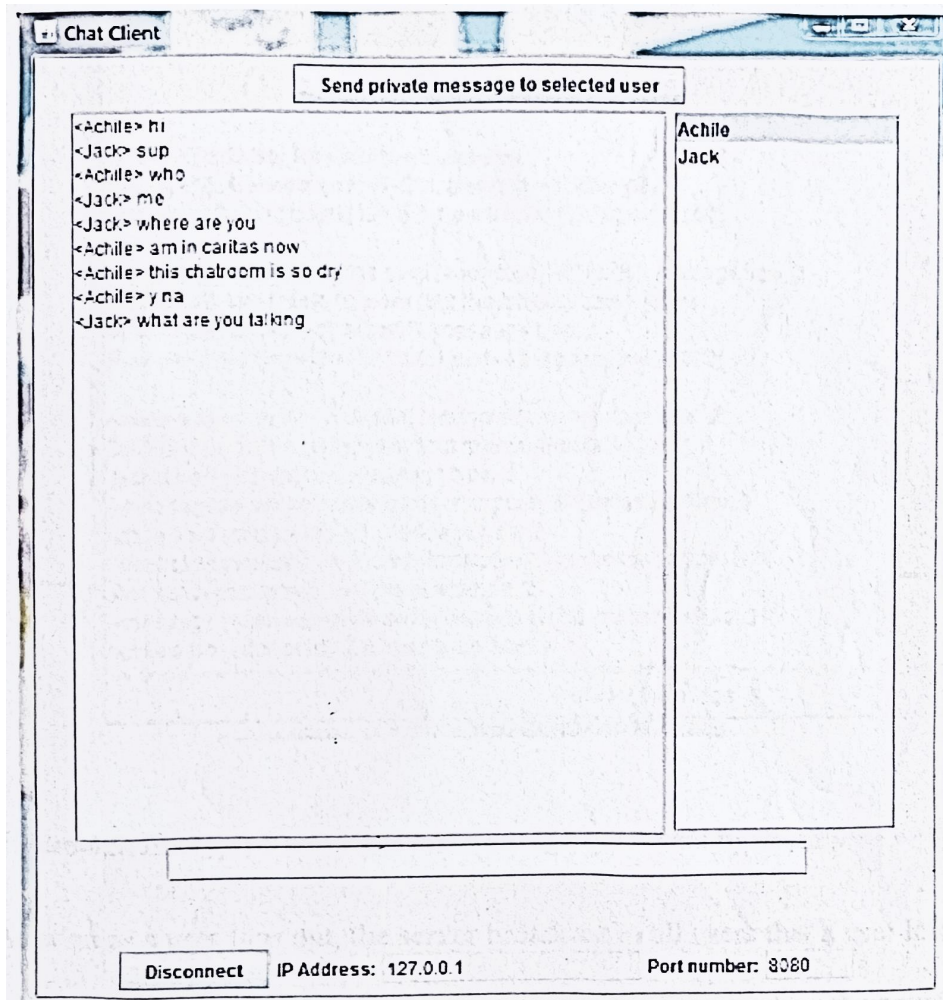 Chat Client
Send private message to selected user
<Achile> hi
<Jack> sup
<Achile> who
<Jack> me
<Jack> where are you
<Achile> am in caritas now
<Achile> this chatroom is so dry
<Achile> y na
<Jack> what are you talking
Achile
Jack
Disconnect IP Address: 127.0.0.1 Port number: 8080